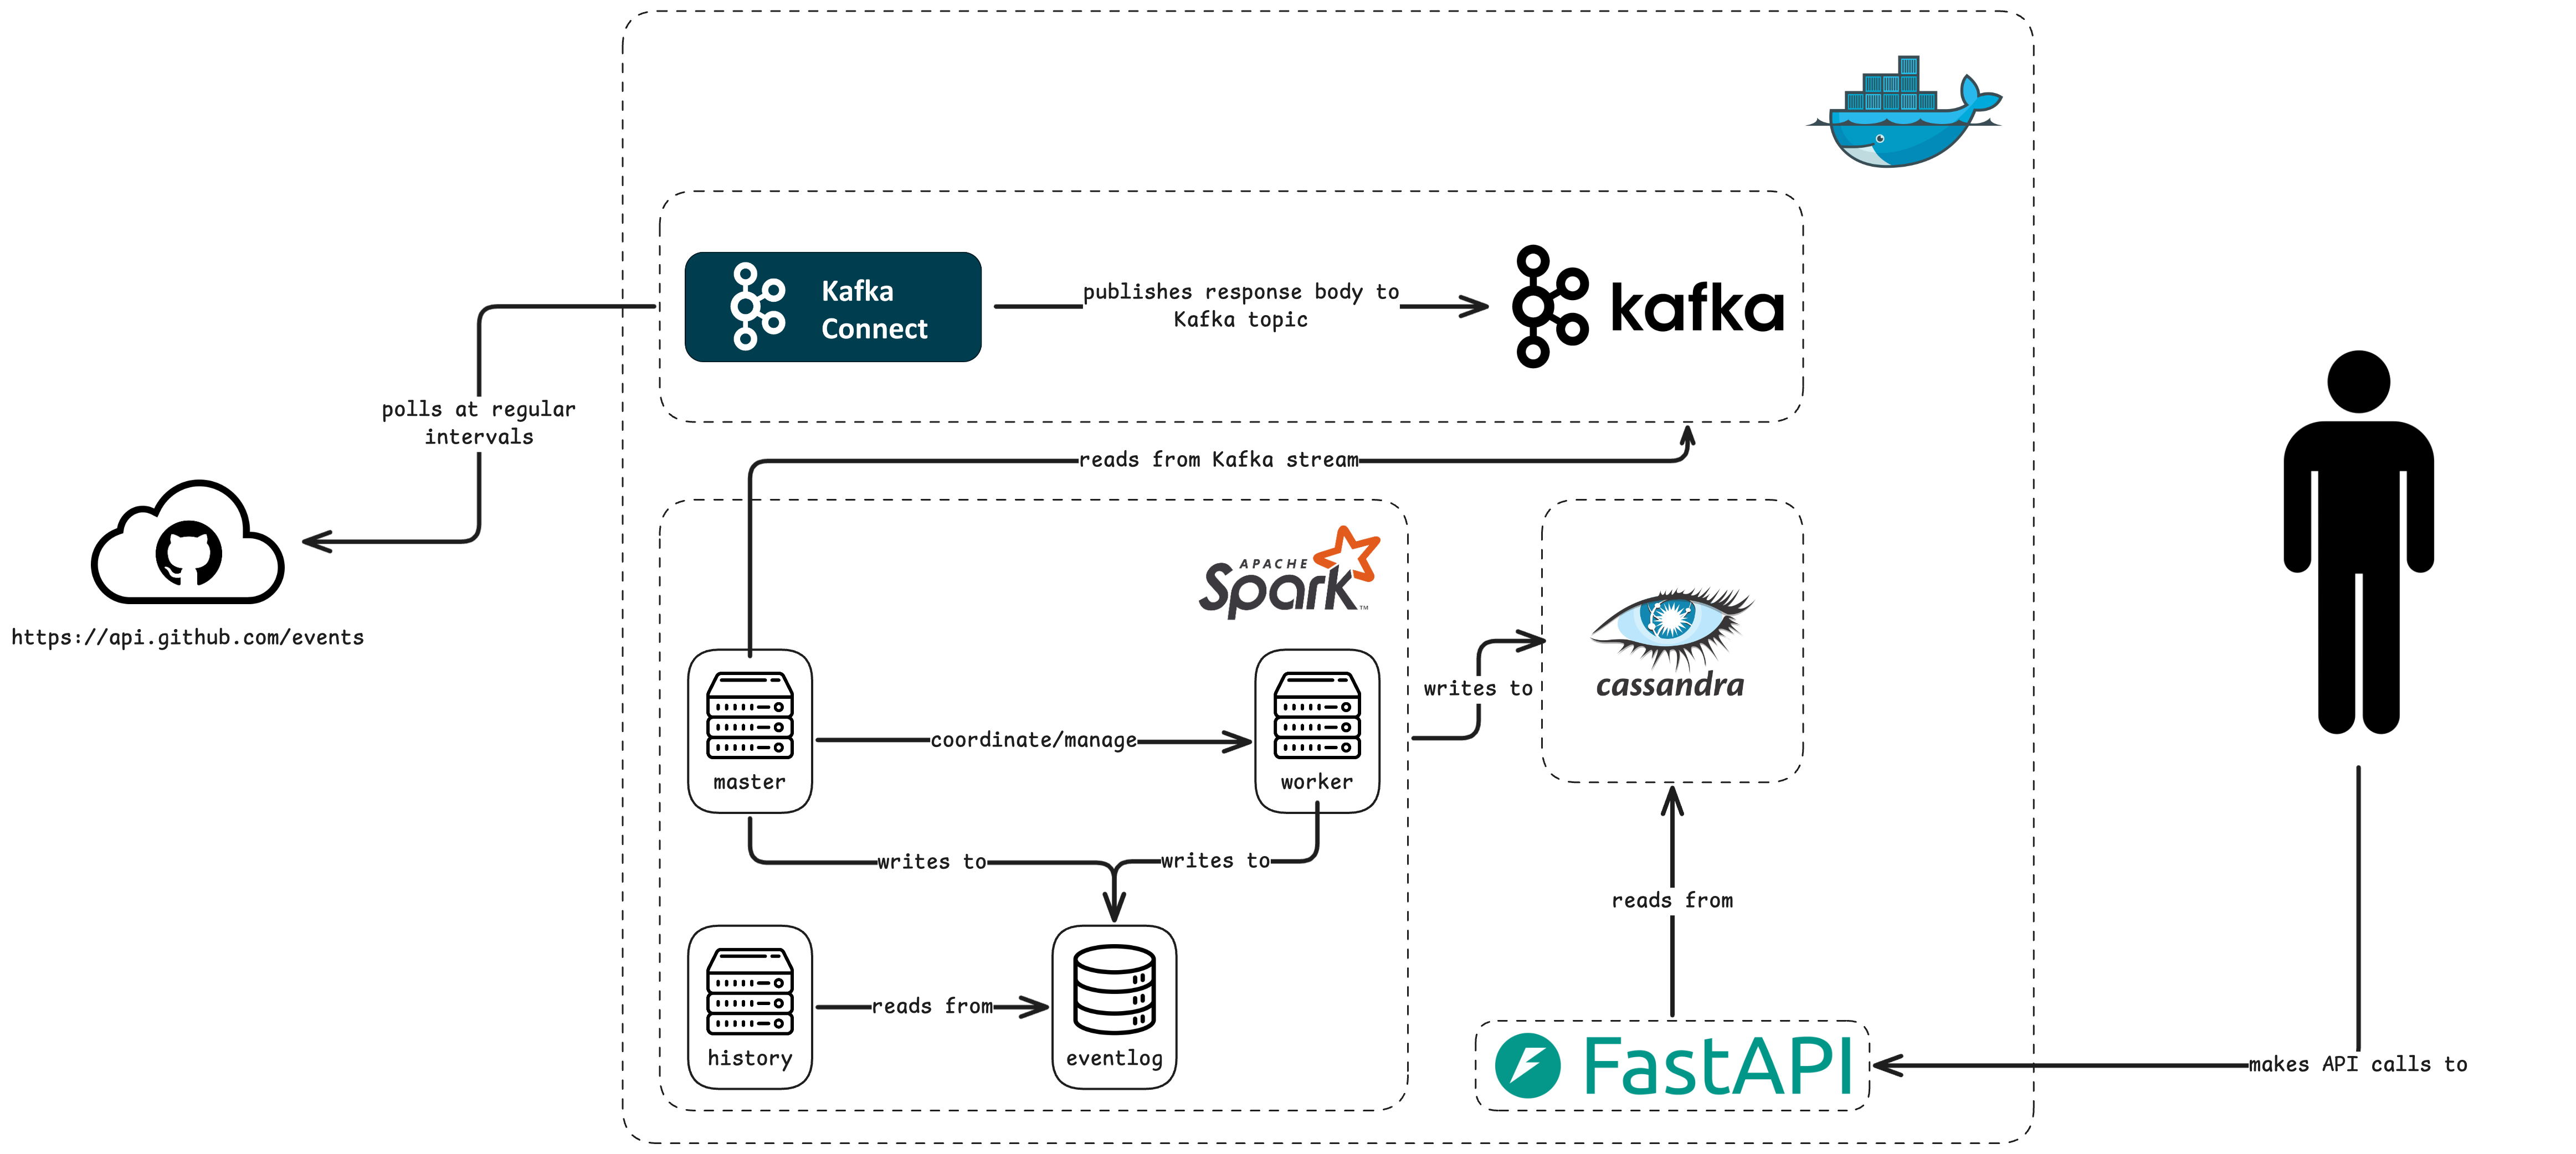 Kafka
Connect
publishes response body to
Kafka topic
kafka
polls at regular
intervals
reads from Kafka stream
https://api.github.com/events
APACHE
Spark™
cassandra
writes to
master
coordinate/manage
worker
writes to
writes to
reads from
history
reads from
eventlog
FastAPI
makes API calls to